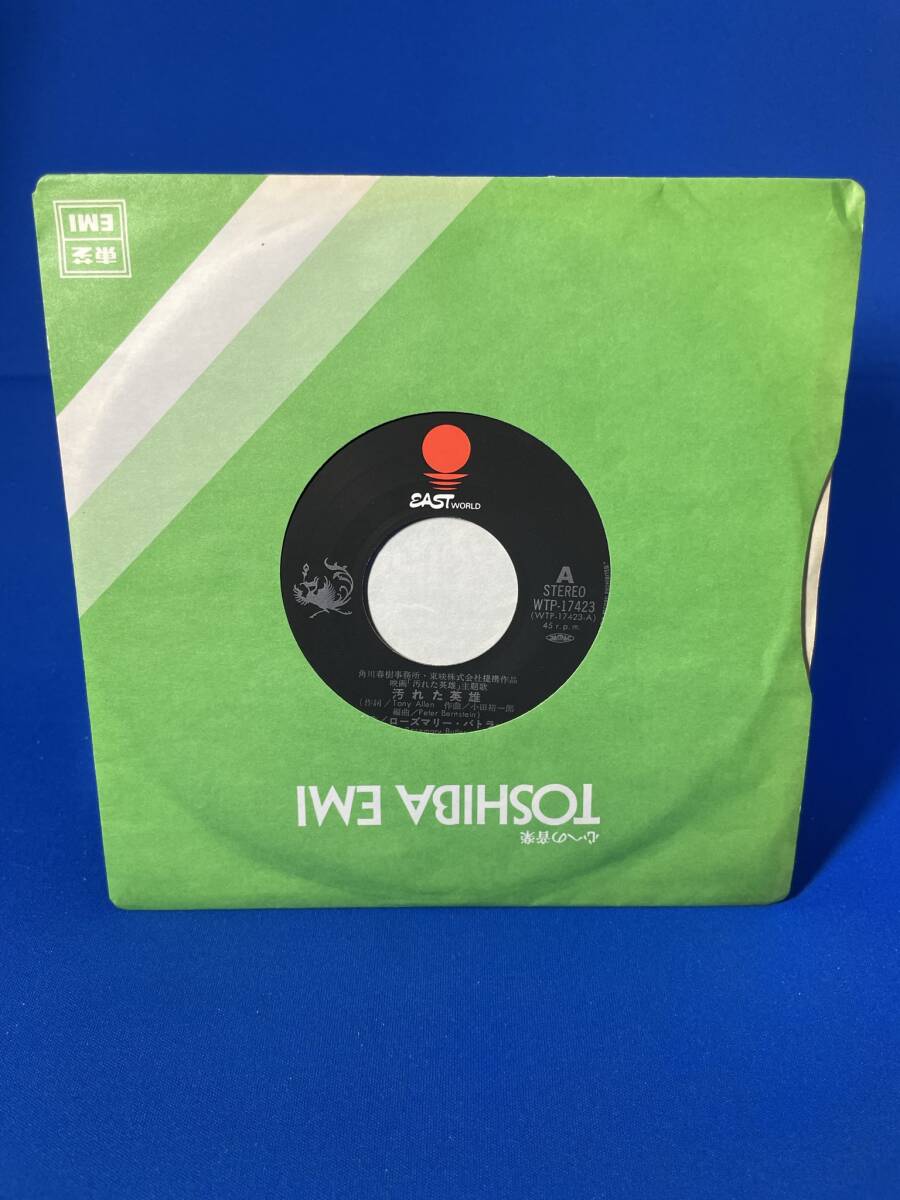 東芝
EMI
EAST WORLD
A
STEREO
WTP-17423
(WTP-17423-A)
45 r.p.m.
角川春樹事務所・東映株式会社提携作品
映画「汚れた英雄」主題歌
汚れた英雄
(作詞／Tony Allen 作曲／小田裕一郎
編曲／Peter Bernstein)
／ローズマリー・バトラ
心への音楽
TOSHIBA EMI